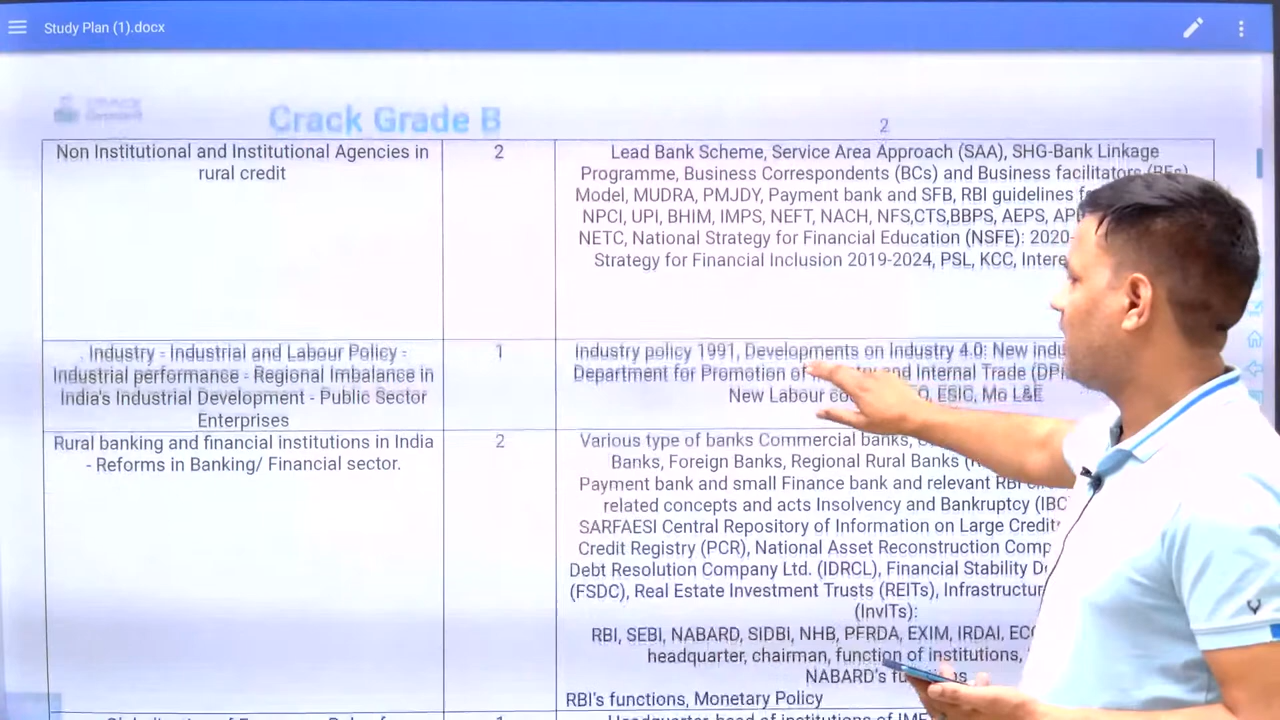 Study Plan (1).docx
Crack Grade B
2
Non Institutional and Institutional Agencies in
rural credit
2
Lead Bank Scheme, Service Area Approach (SAA), SHG-Bank Linkage
Programme, Business Correspondents (BCs) and Business facilitators (BFs)
Model, MUDRA, PMJDY, Payment bank and SFB, RBI guidelines
NPCI, UPI, BHIM, IMPS, NEFT, NACH, NFS,CTS,BBPS, AEPS,
NETC, National Strategy for Financial Education (NSFE): 2020-
Strategy for Financial Inclusion 2019-2024, PSL, KCC,
Industry - Industrial and Labour Policy -
Industrial performance - Regional Imbalance in
India's Industrial Development - Public Sector
Enterprises
1
Industry policy 1991, Developments on Industry 4.0: New
Department for Promotion of and Internal Trade
New Labour ESIC, Mo L&E
Rural banking and financial institutions in India
- Reforms in Banking/ Financial sector.
2
Various type of banks Commercial banks,
Banks, Foreign Banks, Regional Rural Banks
Payment bank and small Finance bank and relevant RBI
related concepts and acts Insolvency and Bankruptcy (IBC
SARFAESI Central Repository of Information on Large
Credit Registry (PCR), National Asset Reconstruction
Debt Resolution Company Ltd. (IDRCL), Financial Stability
(FSDC), Real Estate Investment Trusts (REITs),
(InvITs):
RBI, SEBI, NABARD, SIDBI, NHB, PFRDA, EXIM, IRDAI,
headquarter, chairman, function of institutions,
NABARD's
RBI's functions, Monetary Policy
1